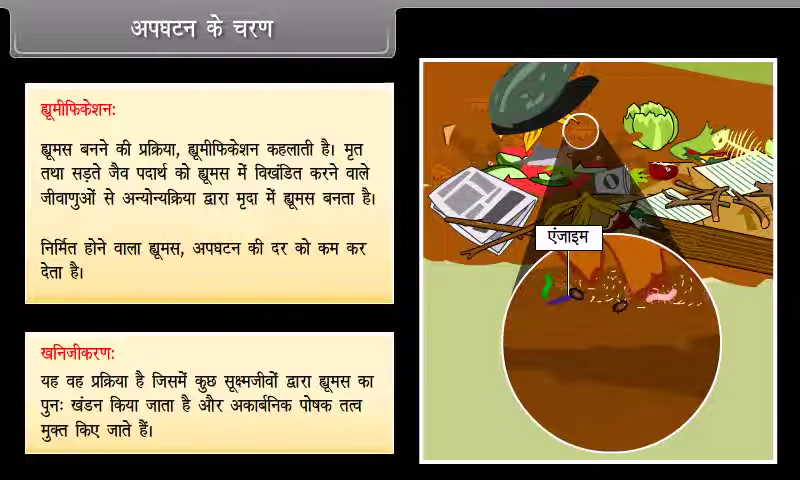 अपघटन के चरण
ह्यूमीफिकेशन:
ह्यूमस बनने की प्रक्रिया, ह्यूमीफिकेशन कहलाती है। मृत
तथा सड़ते जैव पदार्थ को ह्यूमस में विखंडित करने वाले
जीवाणुओं से अन्योन्यक्रिया द्वारा मृदा में ह्यूमस बनता है।
निर्मित होने वाला ह्यूमस, अपघटन की दर को कम कर
देता है।
खनिजीकरण:
यह वह प्रक्रिया है जिसमें कुछ सूक्ष्मजीवों द्वारा ह्यूमस का
पुनः खंडन किया जाता है और अकार्बनिक पोषक तत्व
मुक्त किए जाते हैं।
एंजाइम